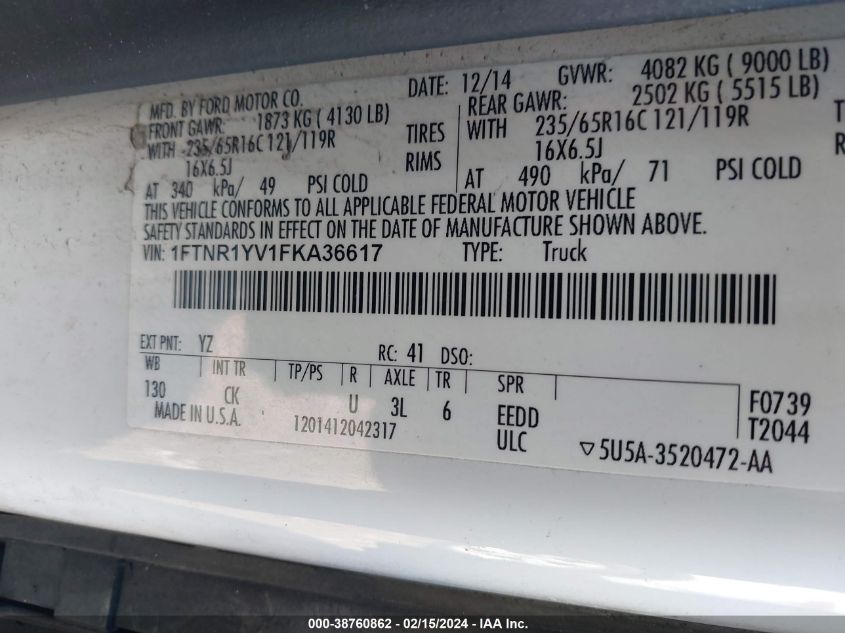 MFD. BY FORD MOTOR CO. DATE: 12/14 GVWR: 4082 KG ( 9000 LB)
FRONT GAWR: 1873 KG ( 4130 LB) REAR GAWR: 2502 KG ( 5515 LB)
WITH 235/65R16C 121/119R TIRES WITH 235/65R16C 121/119R T
16X6.5J RIMS 16X6.5J R
AT 340 kPa/ 49 PSI COLD AT 490 kPa/ 71 PSI COLD
THIS VEHICLE CONFORMS TO ALL APPLICABLE FEDERAL MOTOR VEHICLE
SAFETY STANDARDS IN EFFECT ON THE DATE OF MANUFACTURE SHOWN ABOVE.
VIN: 1FTNR1YV1FKA36617 TYPE: Truck
EXT PNT: YZ RC: 41 DSO:
WB INT TR TP/PS R AXLE TR SPR
130 CK U 3L 6 EEDD F0739
MADE IN U.S.A. 1201412042317 ULC T2044
▽5U5A-3520472-AA
000-38760862 - 02/15/2024 - IAA Inc.